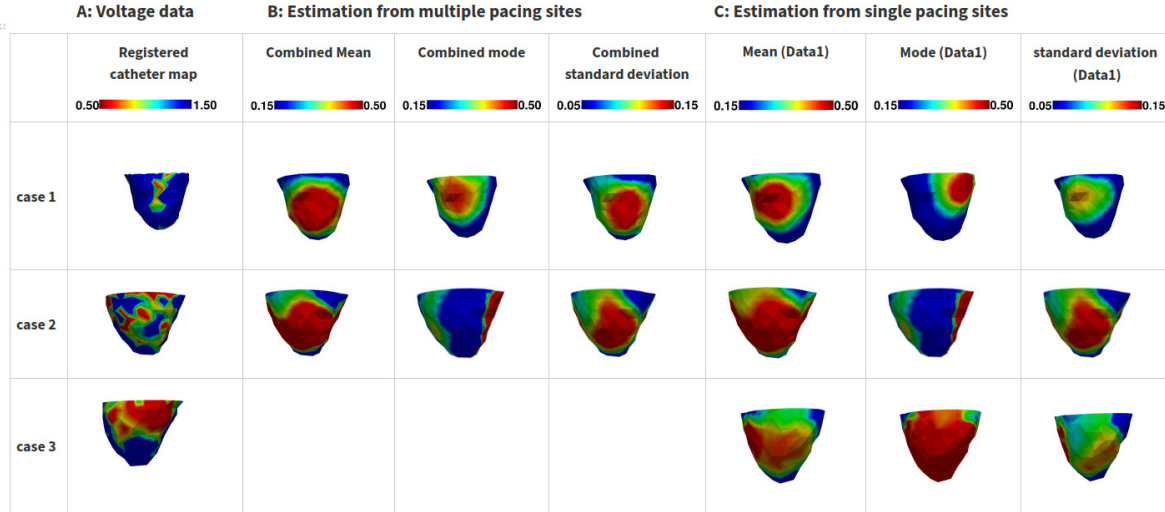 A: Voltage data B: Estimation from multiple pacing sites C: Estimation from single pacing sites
Registered Combined Mean Combined mode Combined Mean (Data1) Mode (Data1) standard deviation
catheter map standard deviation (Data1)
0.50 1.50 0.15 0.50 0.15 0.50 0.05 0.15 0.15 0.50 0.15 0.50 0.05 0.15
case 1
case 2
case 3